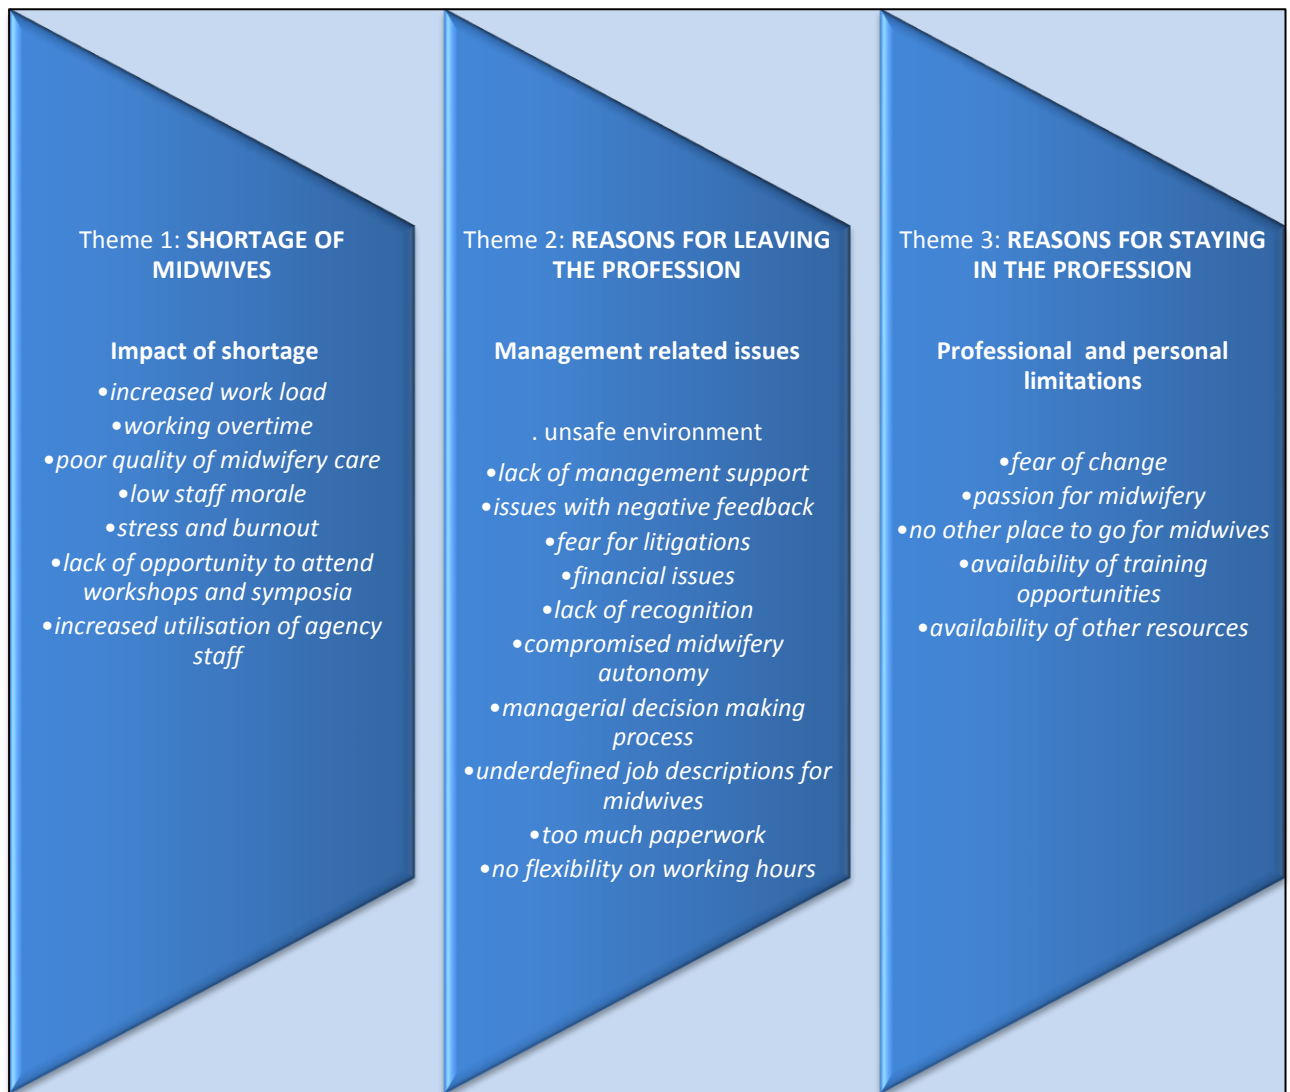 Theme 1: SHORTAGE OF
MIDWIVES
Impact of shortage
•increased work load
•working overtime
•poor quality of midwifery care
•low staff morale
•stress and burnout
•lack of opportunity to attend
workshops and symposia
•increased utilisation of agency
staff
Theme 2: REASONS FOR LEAVING
THE PROFESSION
Management related issues
. unsafe environment
•lack of management support
•issues with negative feedback
•fear for litigations
•financial issues
•lack of recognition
•compromised midwifery
autonomy
•managerial decision making
process
•underdefined job descriptions for
midwives
•too much paperwork
•no flexibility on working hours
Theme 3: REASONS FOR STAYING
IN THE PROFESSION
Professional  and personal
limitations
•fear of change
•passion for midwifery
•no other place to go for midwives
•availability of training
opportunities
•availability of other resources